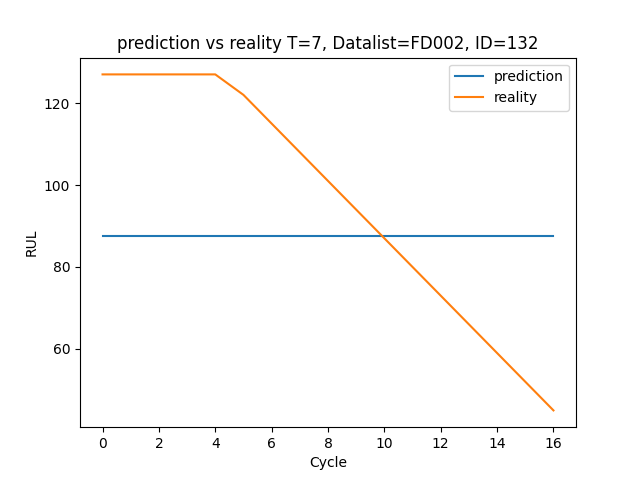 prediction vs reality T=7, Datalist=FD002, ID=132
prediction
reality
120
100
80
60
RUL
0 2 4 6 8 10 12 14 16
Cycle